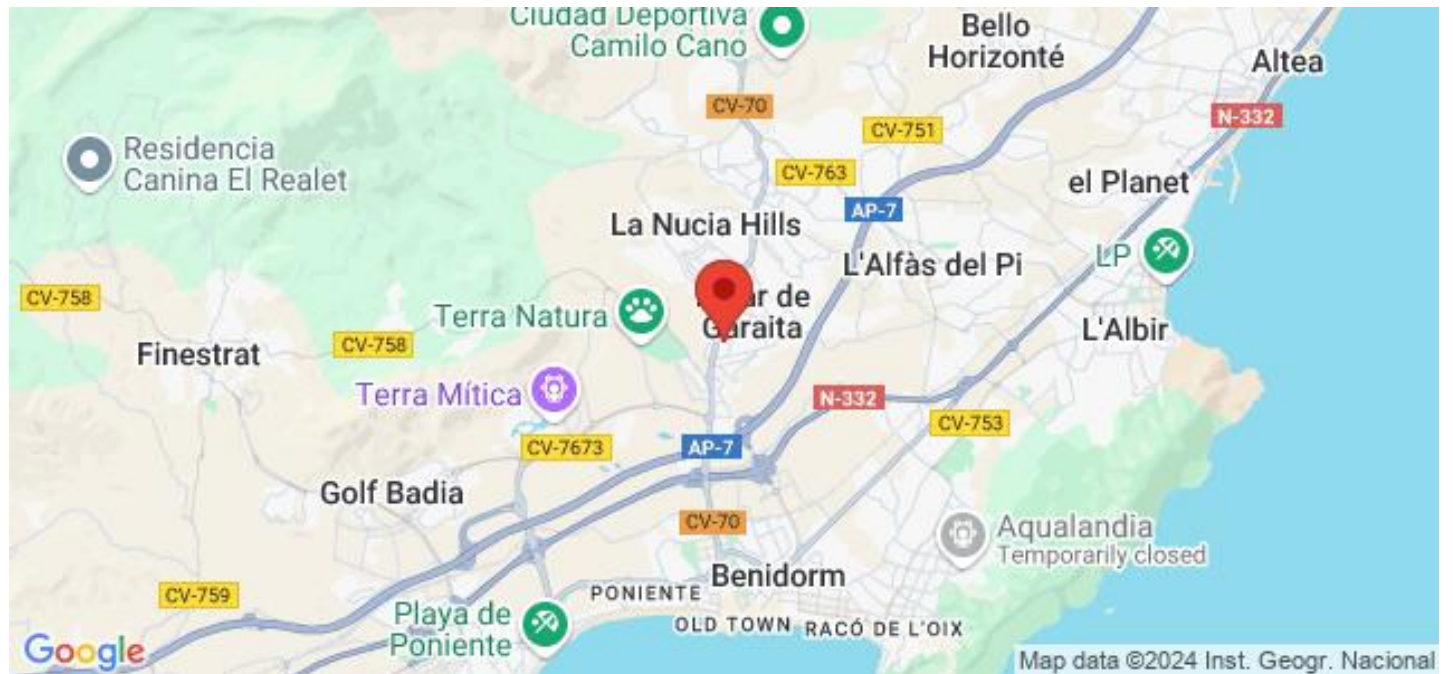 Ciudad Deportiva
Camilo Cano
Bello
Horizonté
Altea
CV-70
N-332
CV-751
Residencia
Canina El Realet
CV-763
el Planet
AP-7
La Nucia Hills
L'Alfàs del Pi
LP
CV-758
Terra Natura
ar de
Garaita
L'Albir
Finestrat
CV-758
Terra Mítica
N-332
CV-753
CV-7673
AP-7
Golf Badia
CV-70
Aqualandia
Temporarily closed
Benidorm
CV-759
PONIENTE
Playa de
Poniente
OLD TOWN
RACÓ DE L'OIX
Google
Map data ©2024 Inst. Geogr. Nacional